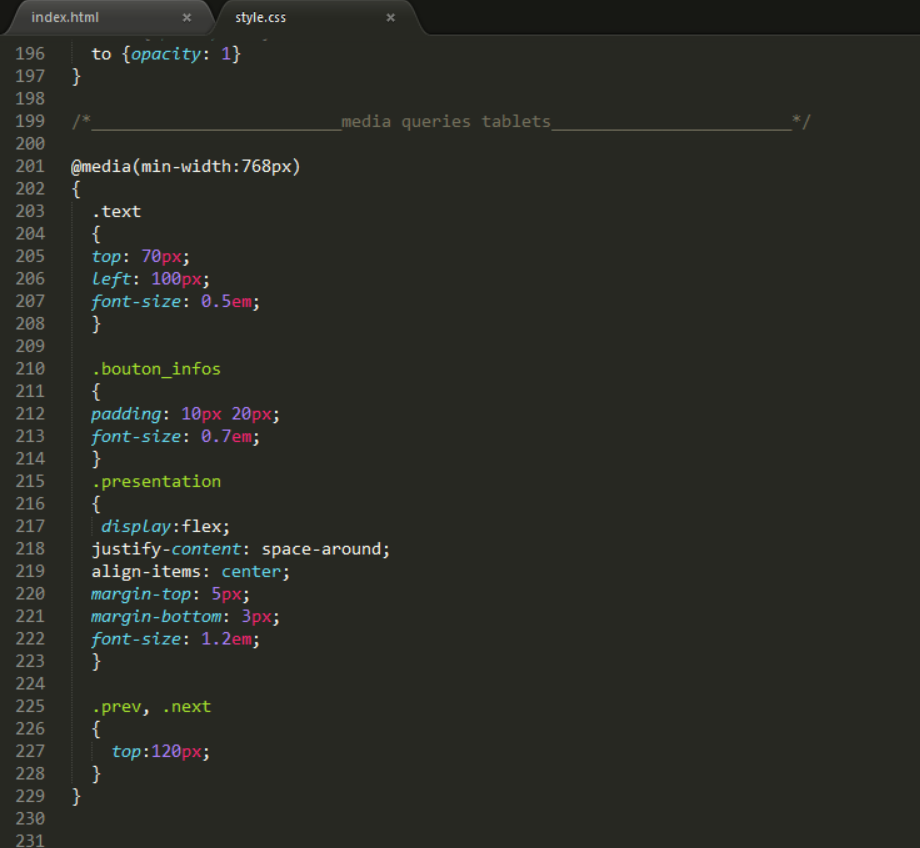 index.html × style.css ×
196 to {opacity: 1}
197 }
198
199 /*_________________________media queries tablets________________________*/
200
201 @media(min-width:768px)
202 {
203 .text
204 {
205 top: 70px;
206 left: 100px;
207 font-size: 0.5em;
208 }
209
210 .bouton_infos
211 {
212 padding: 10px 20px;
213 font-size: 0.7em;
214 }
215 .presentation
216 {
217 display:flex;
218 justify-content: space-around;
219 align-items: center;
220 margin-top: 5px;
221 margin-bottom: 3px;
222 font-size: 1.2em;
223 }
224
225 .prev, .next
226 {
227 top:120px;
228 }
229 }
230
231